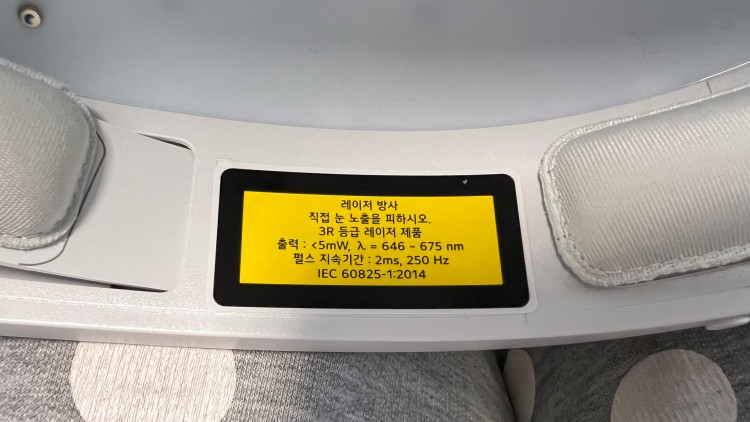 레이저 방사
직접 눈 노출을 피하시오.
3R 등급 레이저 제품
출력 : <5mW, λ = 646 ~ 675 nm
펄스 지속기간 : 2ms, 250 Hz
IEC 60825-1:2014